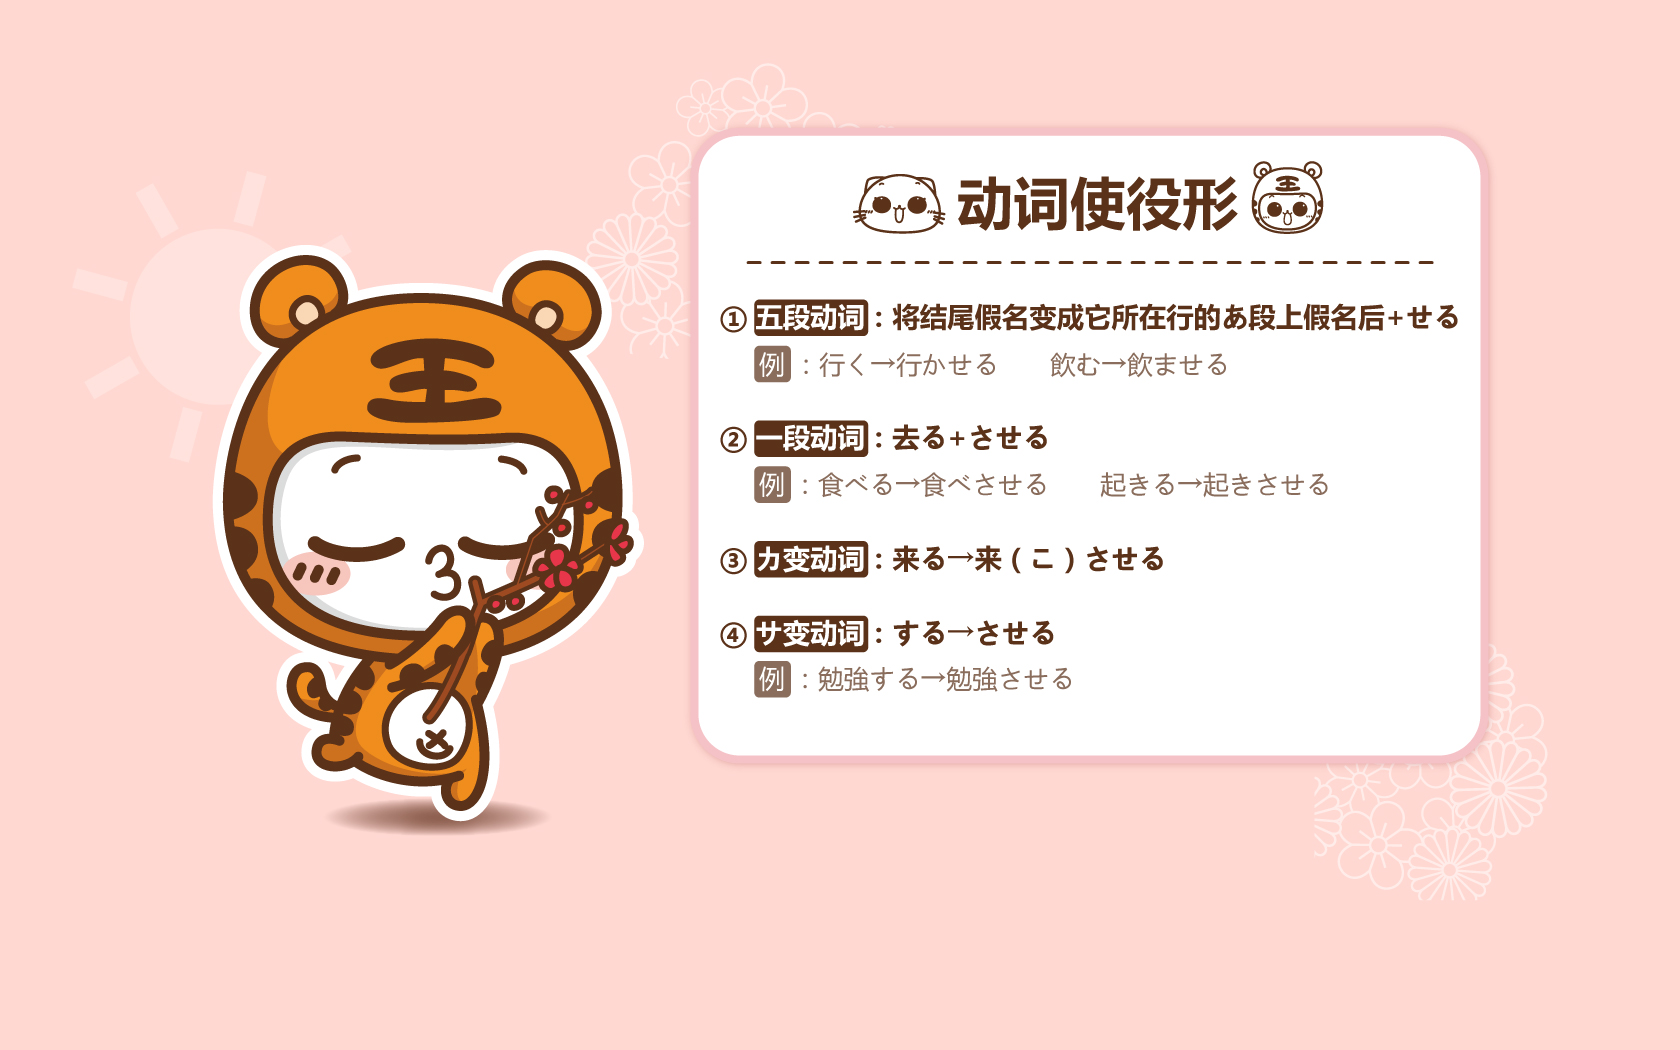 王
动词使役形
①五段动词：将结尾假名变成它所在行的あ段上假名后+せる
例：行く→行かせる　　飲む→飲ませる
②一段动词：去る+させる
例：食べる→食べさせる　　起きる→起きさせる
③カ变动词：来る→来（こ）させる
④サ变动词：する→させる
例：勉強する→勉強させる